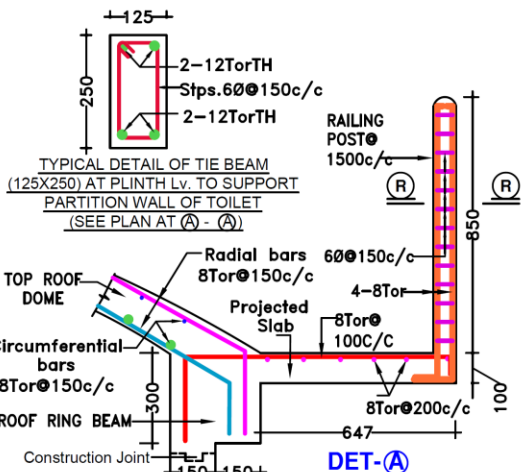 125
250
2-12TorTH
Stps.6Ø@150c/c
2-12TorTH
TYPICAL DETAIL OF TIE BEAM
(125X250) AT PLINTH Lv. TO SUPPORT
PARTITION WALL OF TOILET
(SEE PLAN AT Ⓐ - Ⓐ)
RAILING
POST@
1500c/c
R
R
850
6Ø@150c/c
4-8Tor
Radial bars
8Tor@150c/c
TOP ROOF
DOME
Projected
Slab
8Tor@
100C/C
Circumferential
bars
8Tor@150c/c
300
ROOF RING BEAM
8Tor@200c/c
100
647
Construction Joint
150
150
DET-Ⓐ